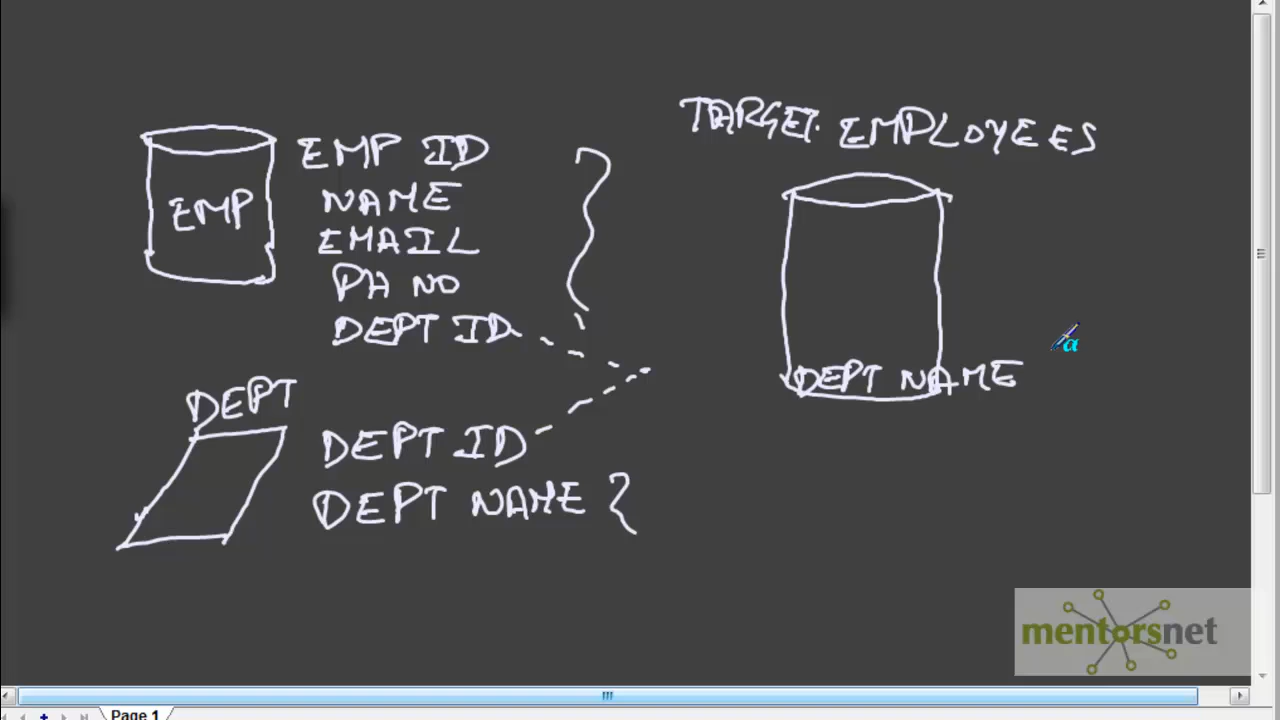 TARGET. EMPLOYEES
EMP
EMP ID
NAME
EMAIL
PH NO
DEPT ID
DEPT NAME
DEPT
DEPT ID
DEPT NAME
a
mentorsnet
Page 1